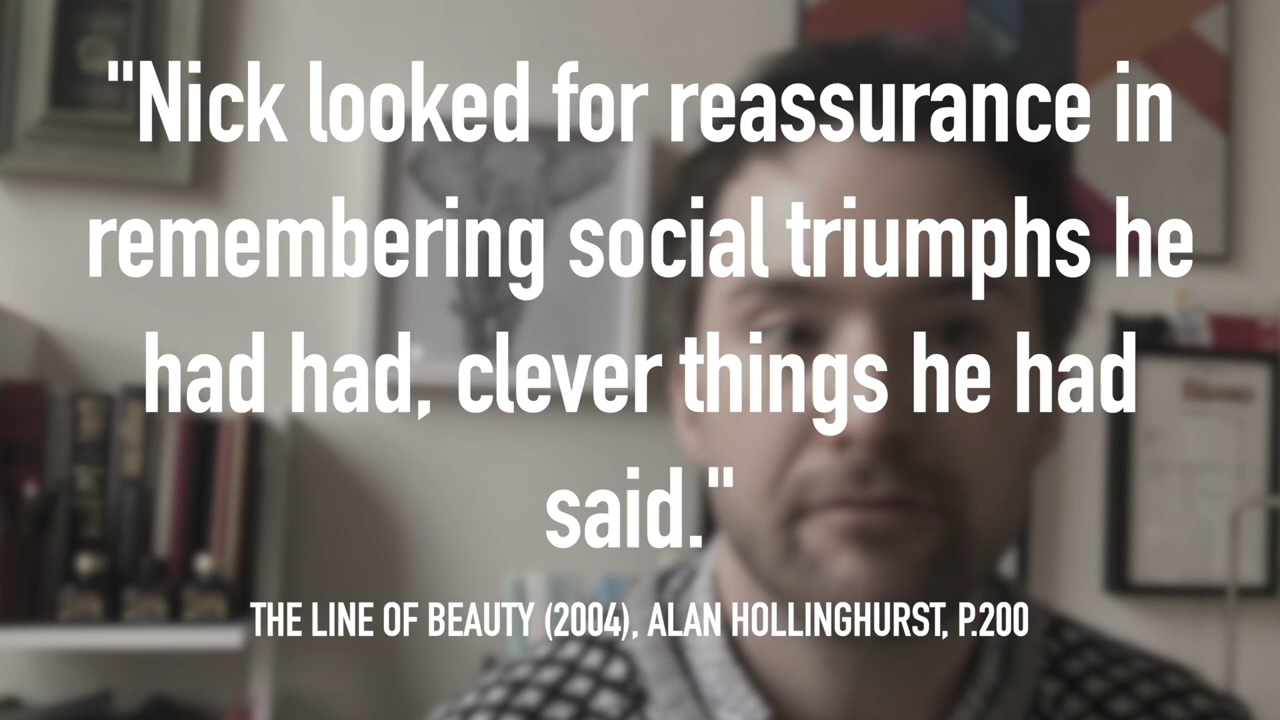 "Nick looked for reassurance in
remembering social triumphs he
had had, clever things he had
said."
THE LINE OF BEAUTY (2004), ALAN HOLLINGHURST, P.200